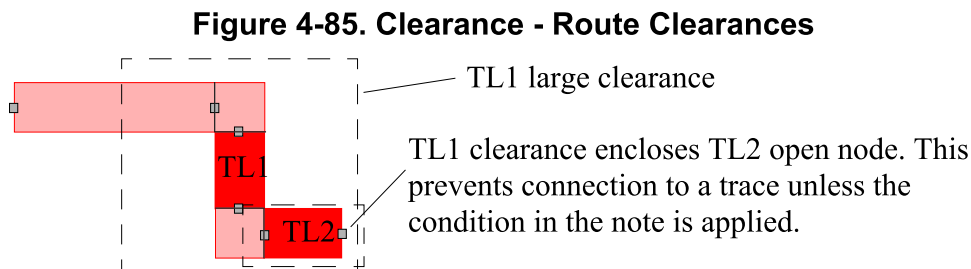 Figure 4-85. Clearance - Route Clearances
TL1 large clearance
TL1 clearance encloses TL2 open node. This
prevents connection to a trace unless the
condition in the note is applied.
TL1
TL2